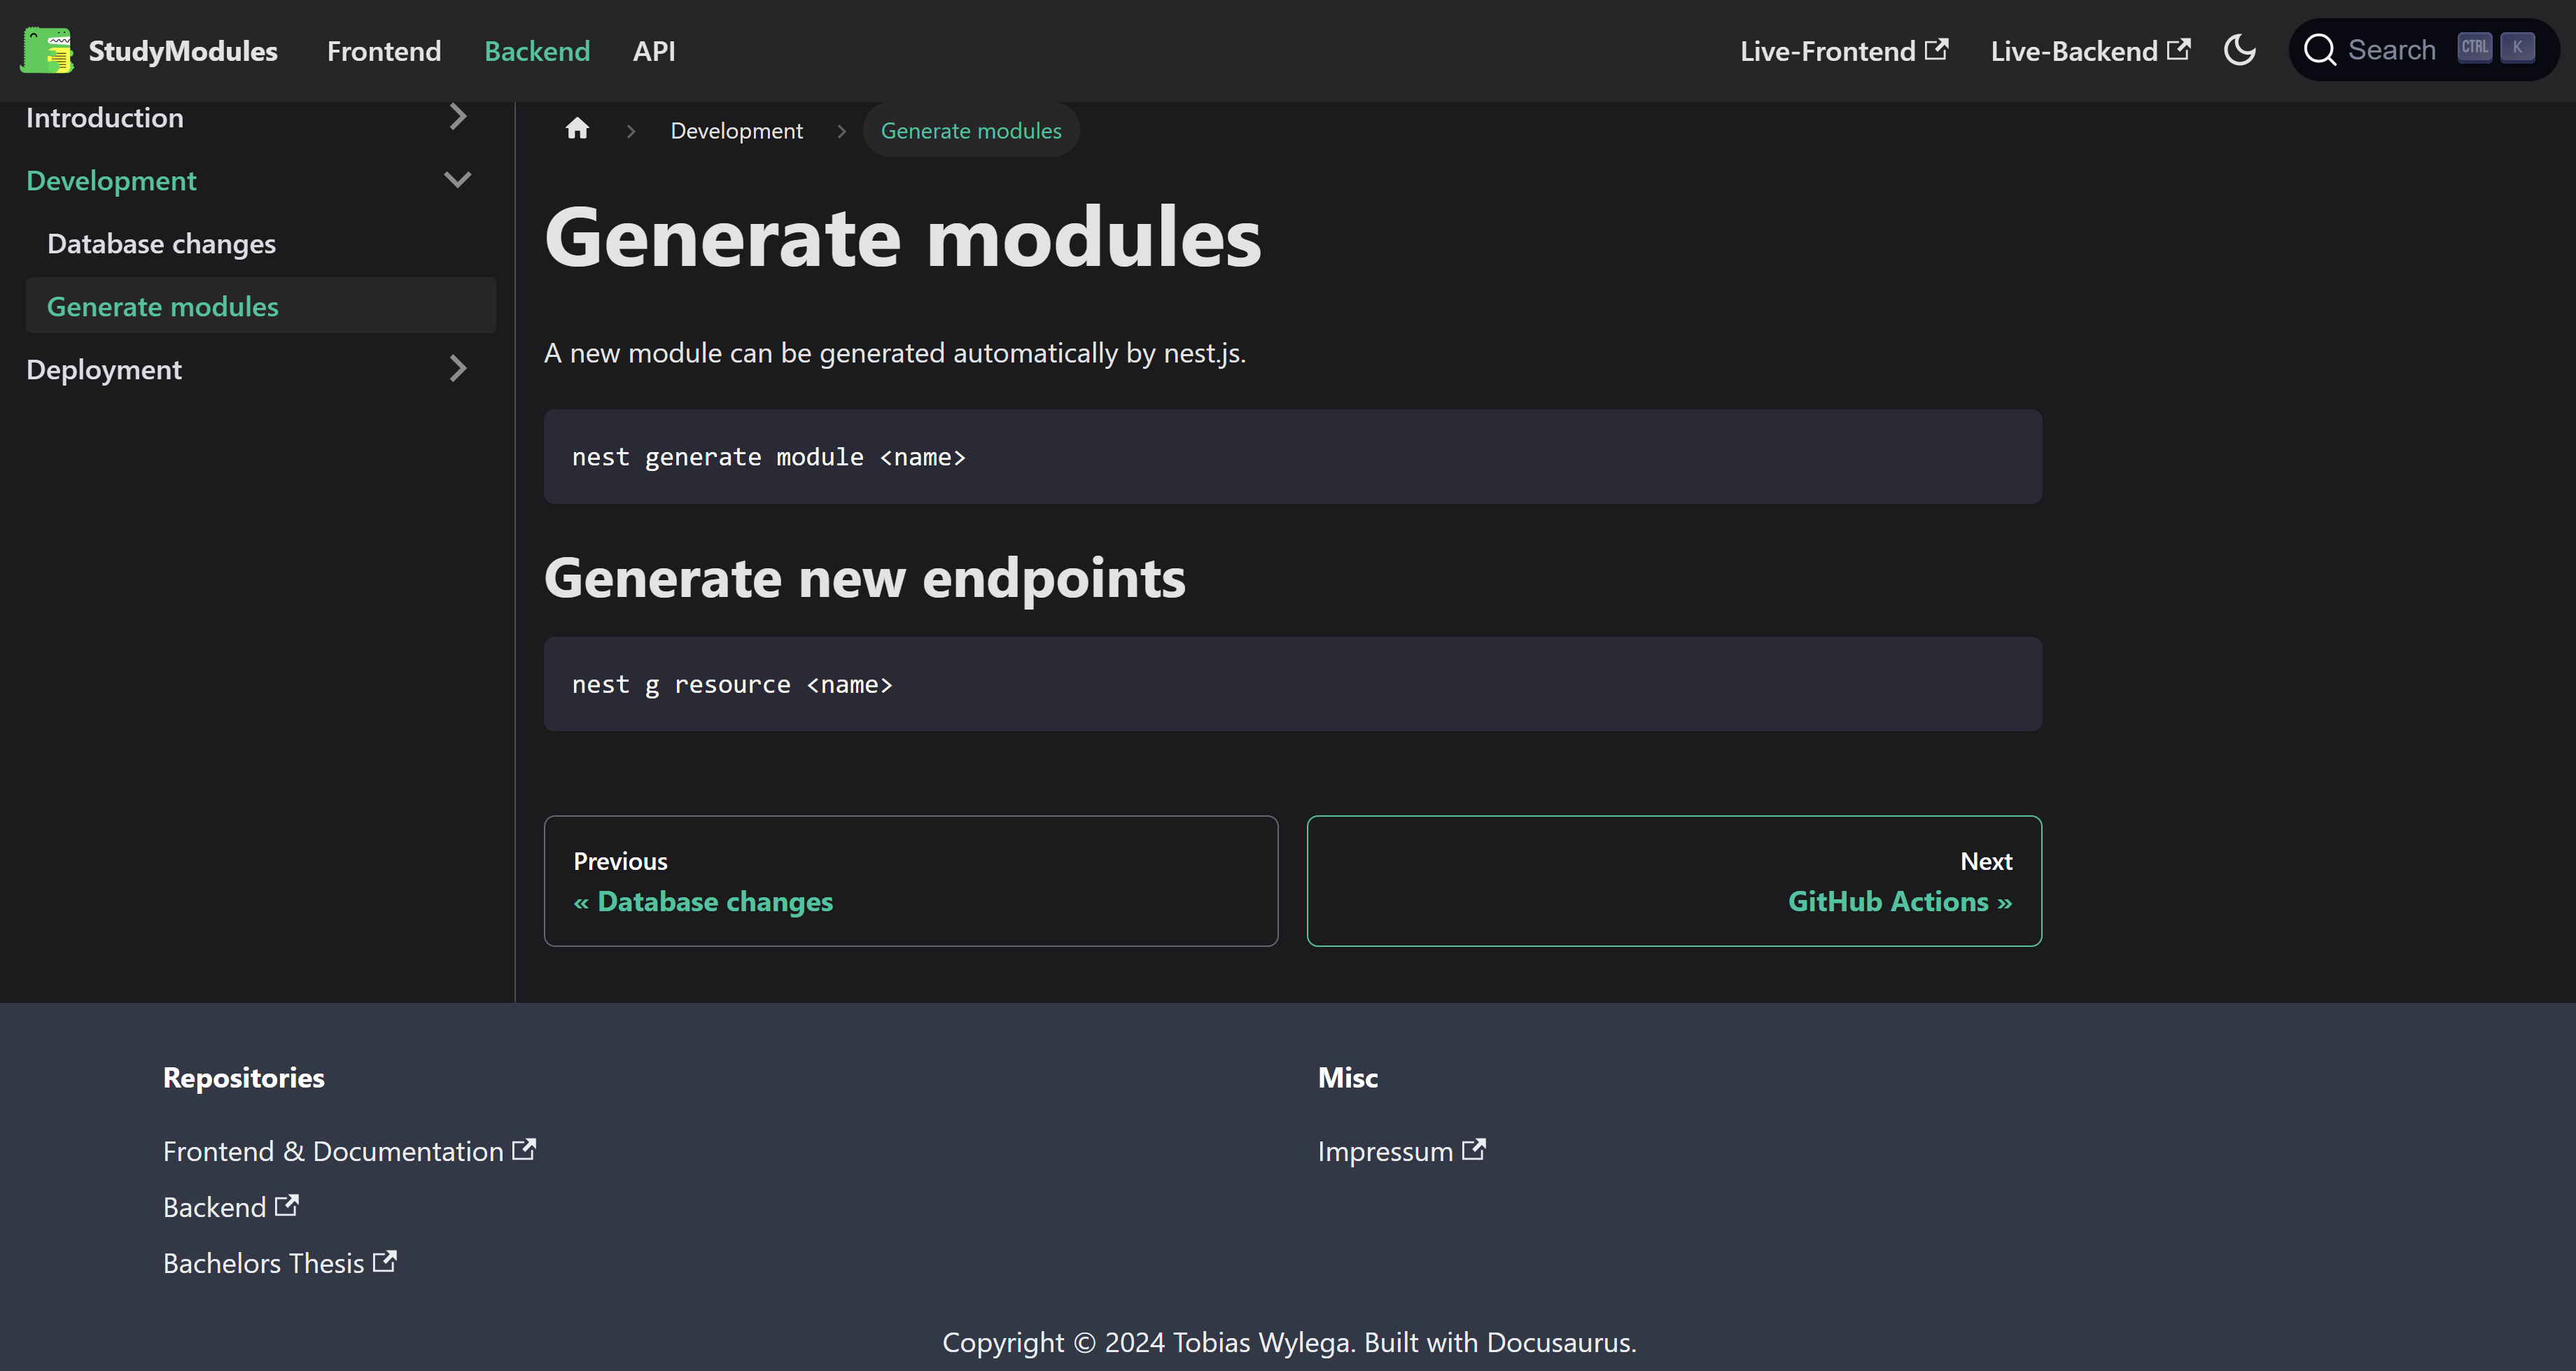 StudyModules Frontend Backend API Live-Frontend Live-Backend Search CTRL K
Introduction
Development
Database changes
Generate modules
Deployment
Development Generate modules
Generate modules
A new module can be generated automatically by nest.js.
nest generate module <name>
Generate new endpoints
nest g resource <name>
Previous
« Database changes
Next
GitHub Actions »
Repositories
Frontend & Documentation
Backend
Bachelors Thesis
Misc
Impressum
Copyright © 2024 Tobias Wylega. Built with Docusaurus.